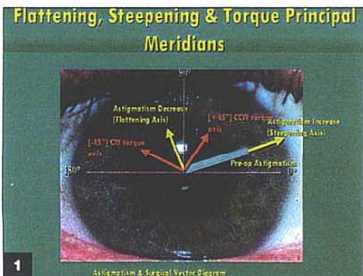 Flattening, Steepening & Torque Principal
Meridians
90°
Astigmatism Decrease
(Flattening Axis)
[+45°] CCW torque
axis
Astigmatism Increase
(Steepening Axis)
[-45°] CW torque
axis
Pre-op Astigmatism
180°
0°
1
Astigmatism & Surgical Vector Diagram